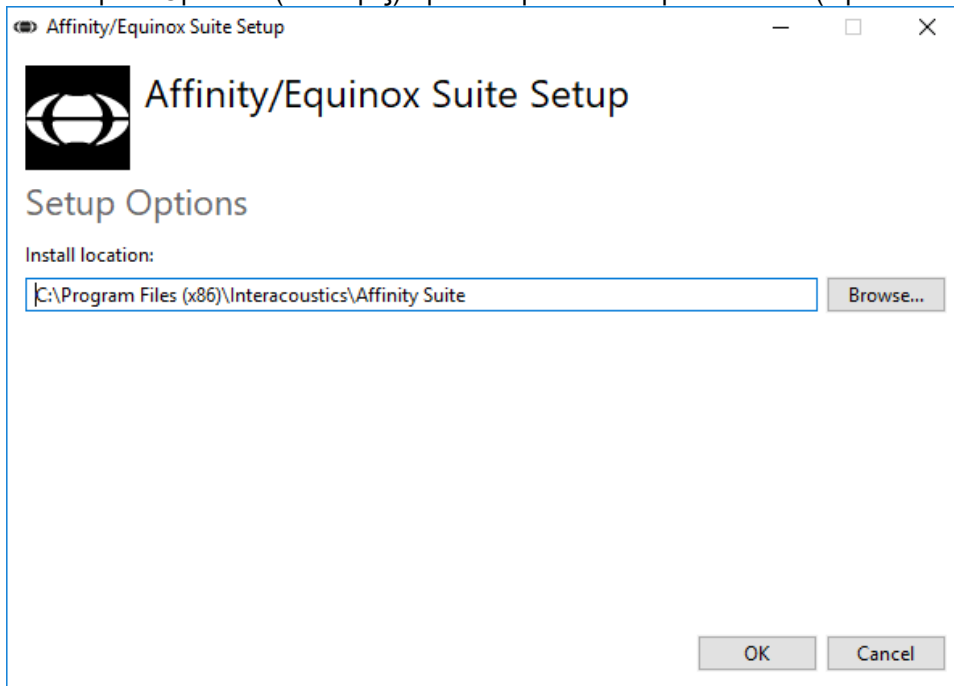 Affinity/Equinox Suite Setup
Affinity/Equinox Suite Setup
Setup Options
Install location:
C:\Program Files (x86)\Interacoustics\Affinity Suite
Browse...
OK
Cancel